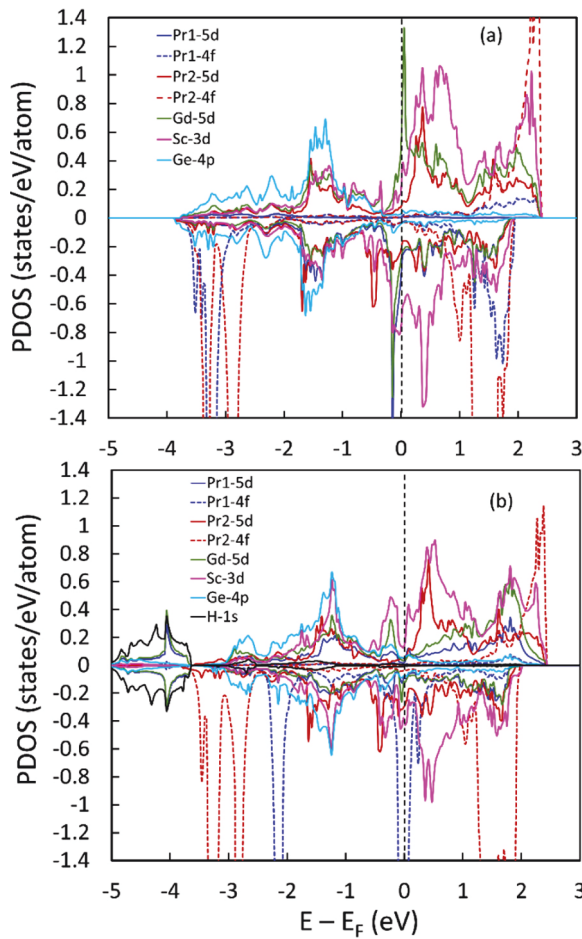 1.4
1.2
1
0.8
0.6
0.4
0.2
0
-0.2
-0.4
-0.6
-0.8
-1
-1.2
-1.4
PDOS (states/eV/atom)
Pr1-5d
Pr1-4f
Pr2-5d
Pr2-4f
Gd-5d
Sc-3d
Ge-4p
(a)
-5 -4 -3 -2 -1 0 1 2 3
1.4
1.2
1
0.8
0.6
0.4
0.2
0
-0.2
-0.4
-0.6
-0.8
-1
-1.2
-1.4
PDOS (states/eV/atom)
Pr1-5d
Pr1-4f
Pr2-5d
Pr2-4f
Gd-5d
Sc-3d
Ge-4p
H-1s
(b)
-5 -4 -3 -2 -1 0 1 2 3
E – E_F (eV)